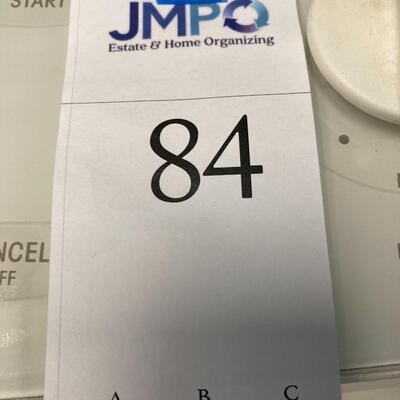 START
JMPO
Estate & Home Organizing
84
NCEL
FF
A B C